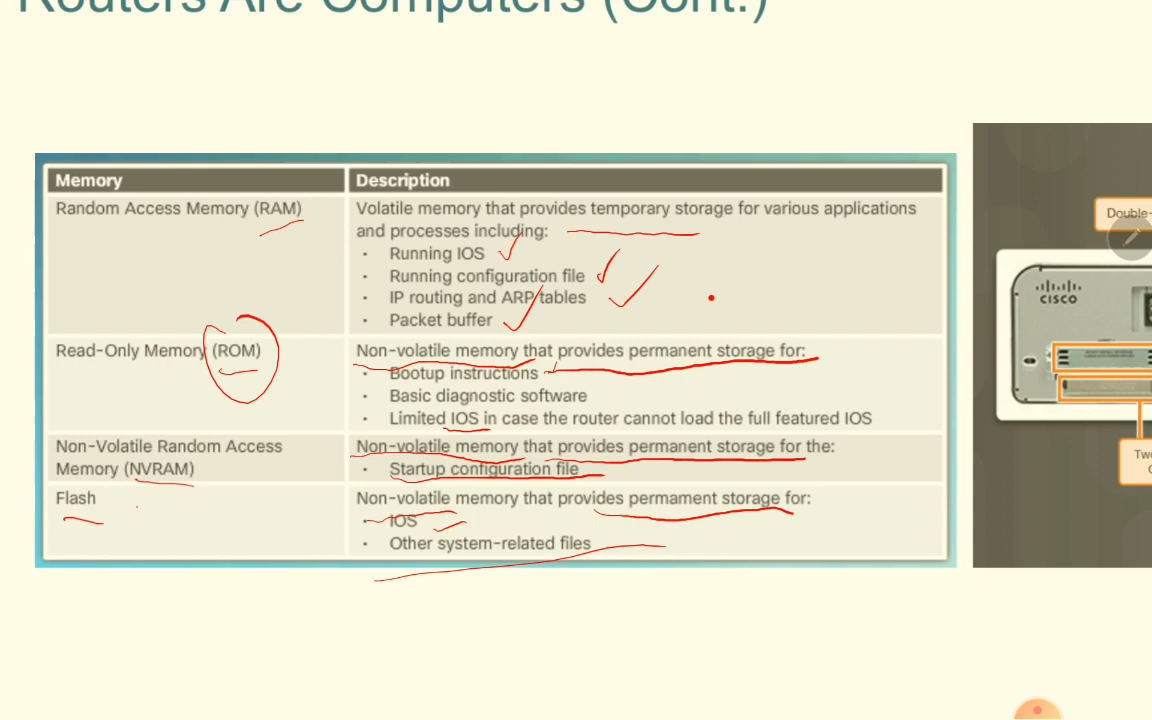 Routers Are Computers (Cont.)
Memory
Description
Random Access Memory (RAM)
Volatile memory that provides temporary storage for various applications
and processes including:
· Running IOS
· Running configuration file
· IP routing and ARP tables
· Packet buffer
Read-Only Memory (ROM)
Non-volatile memory that provides permanent storage for:
· Bootup instructions
· Basic diagnostic software
· Limited IOS in case the router cannot load the full featured IOS
Non-Volatile Random Access
Memory (NVRAM)
Non-volatile memory that provides permanent storage for the:
· Startup configuration file
Flash
Non-volatile memory that provides permament storage for:
· IOS
· Other system-related files
Double-
CISCO